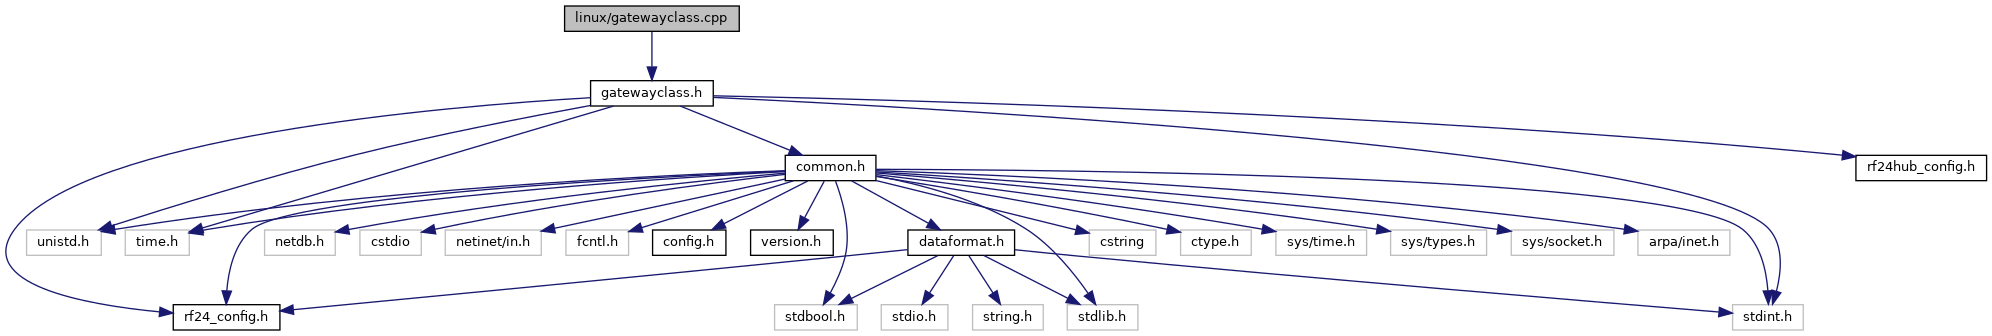 linux/gatewayclass.cpp
gatewayclass.h
common.h
rf24hub_config.h
unistd.h
time.h
netdb.h
cstdio
netinet/in.h
fcntl.h
config.h
version.h
dataformat.h
cstring
ctype.h
sys/time.h
sys/types.h
sys/socket.h
arpa/inet.h
rf24_config.h
stdbool.h
stdio.h
string.h
stdlib.h
stdint.h